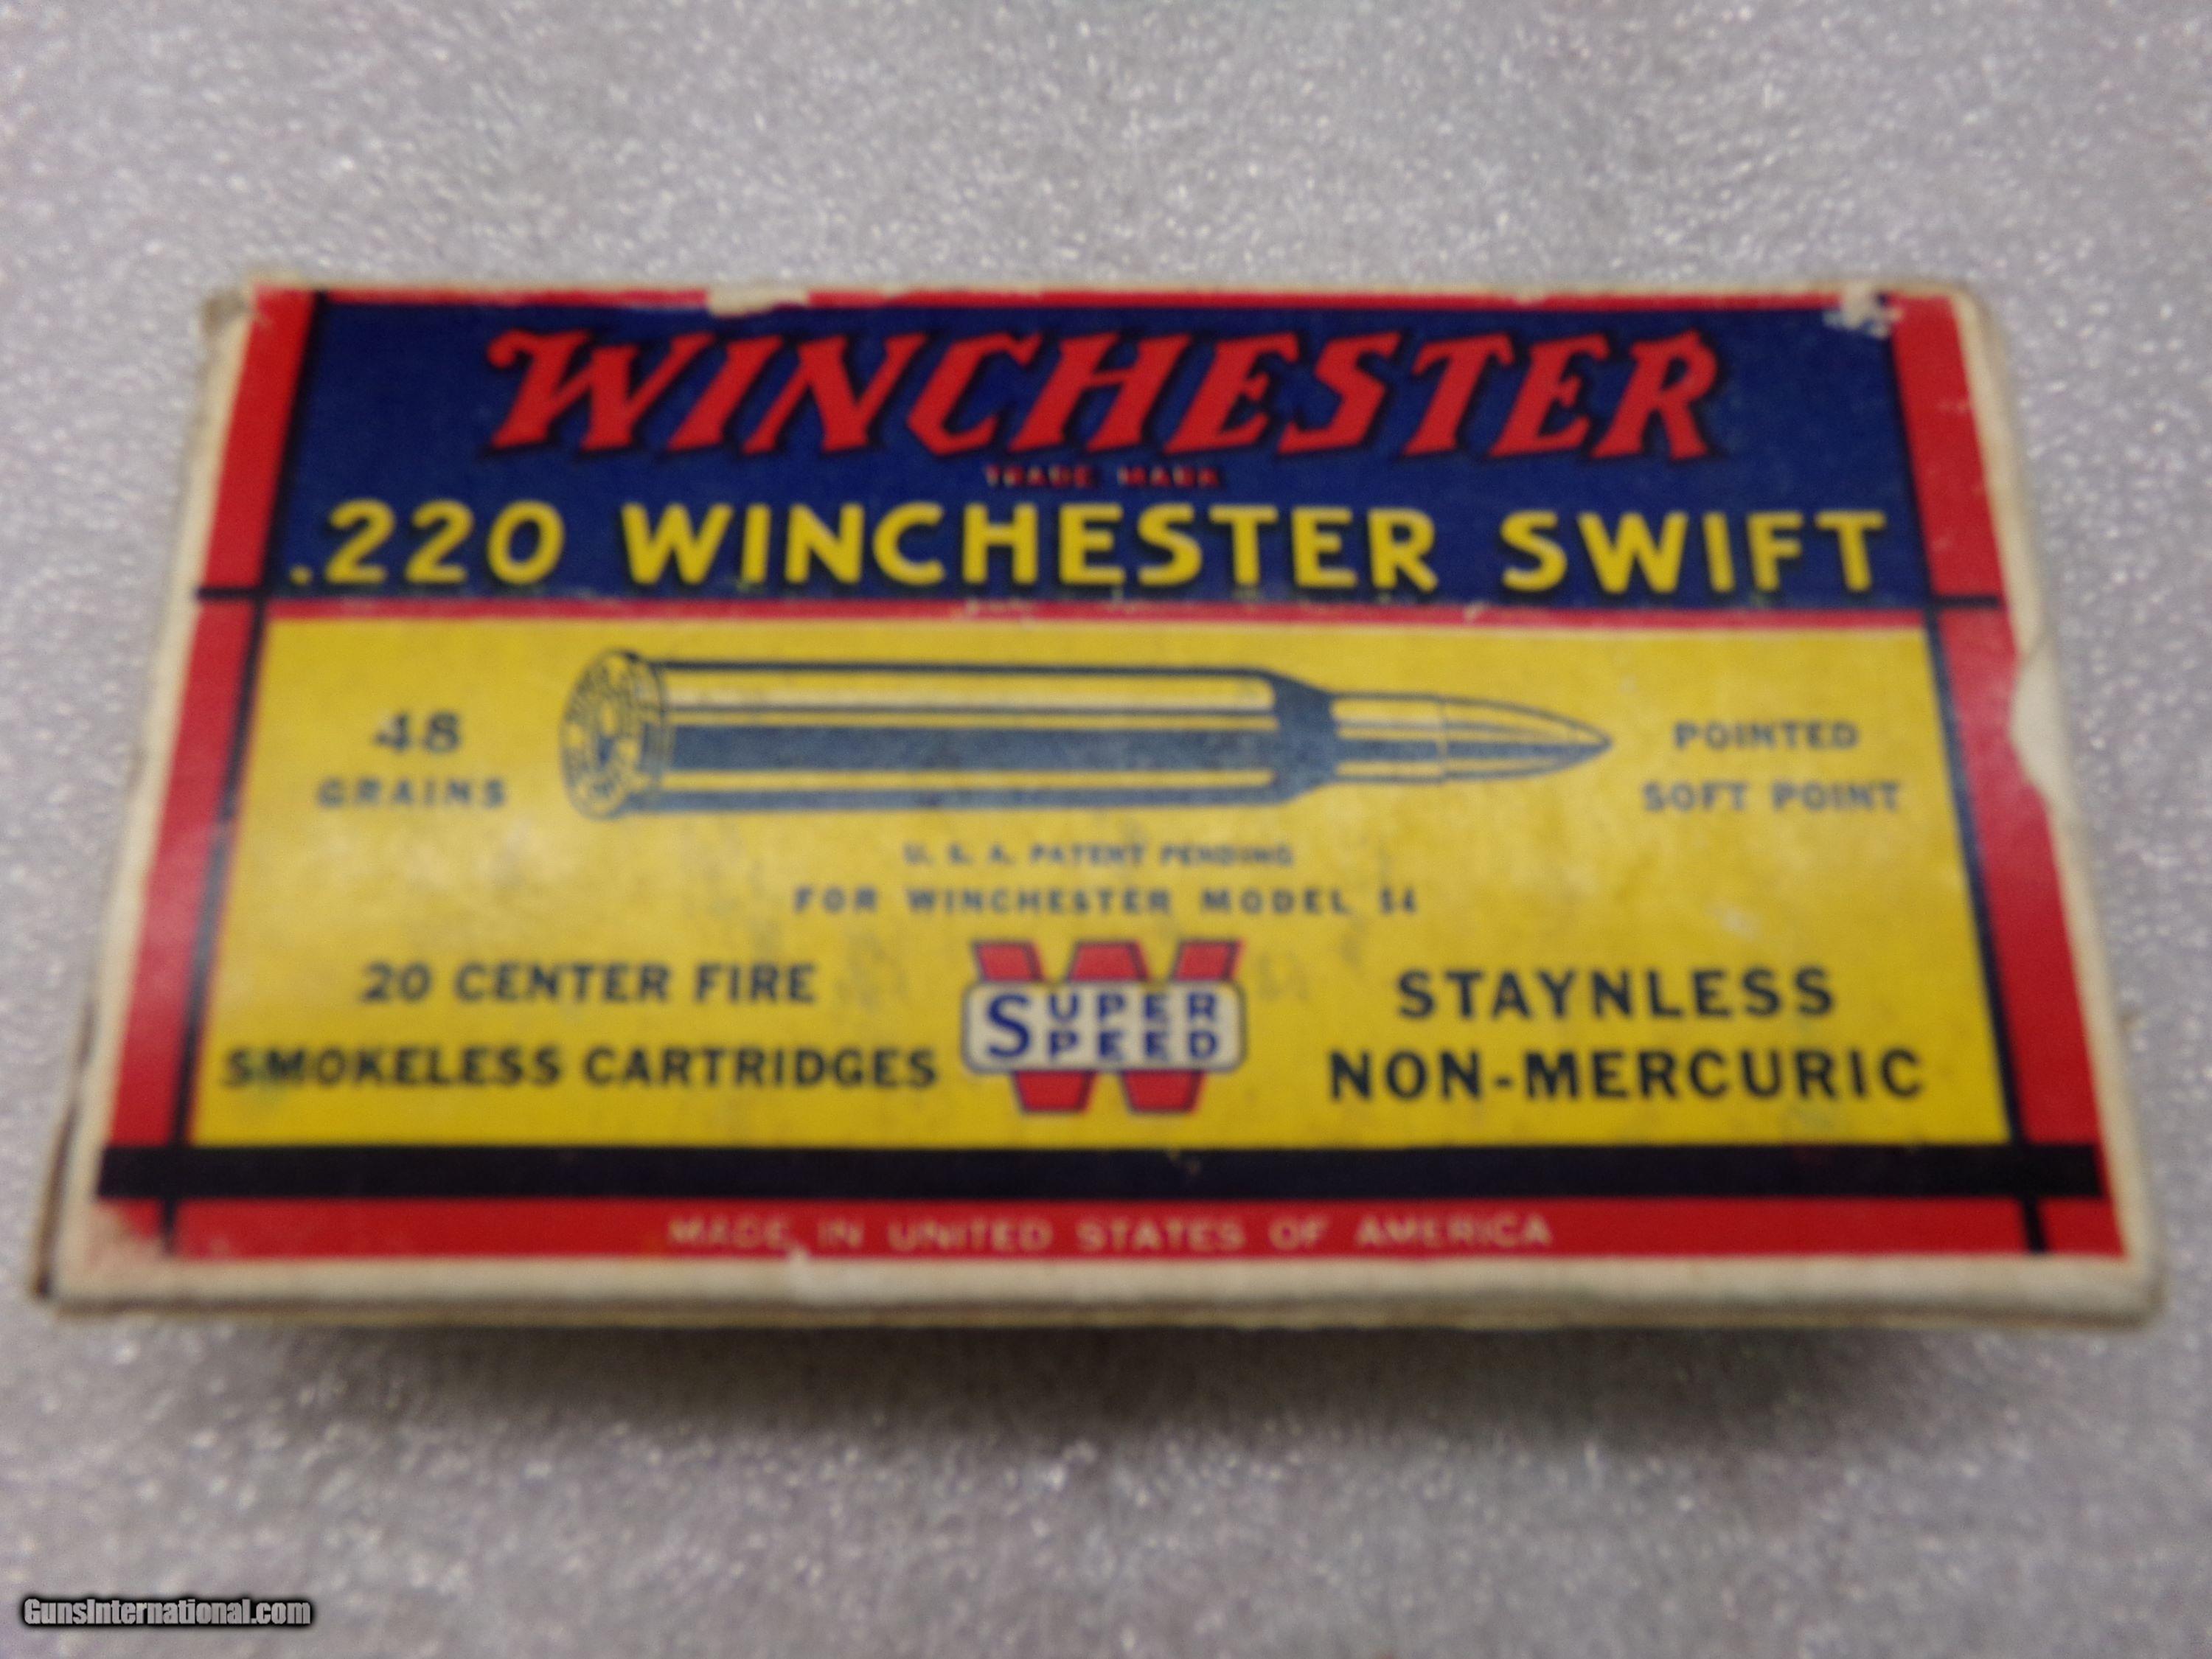 WINCHESTER
TRADE MARK
.220 WINCHESTER SWIFT
48
GRAINS
POINTED
SOFT POINT
U. S. A. PATENT PENDING
FOR WINCHESTER MODEL 54
20 CENTER FIRE
SMOKELESS CARTRIDGES
W
SUPER
SPEED
STAYNLESS
NON-MERCURIC
MADE IN UNITED STATES OF AMERICA
GunsInternational.com